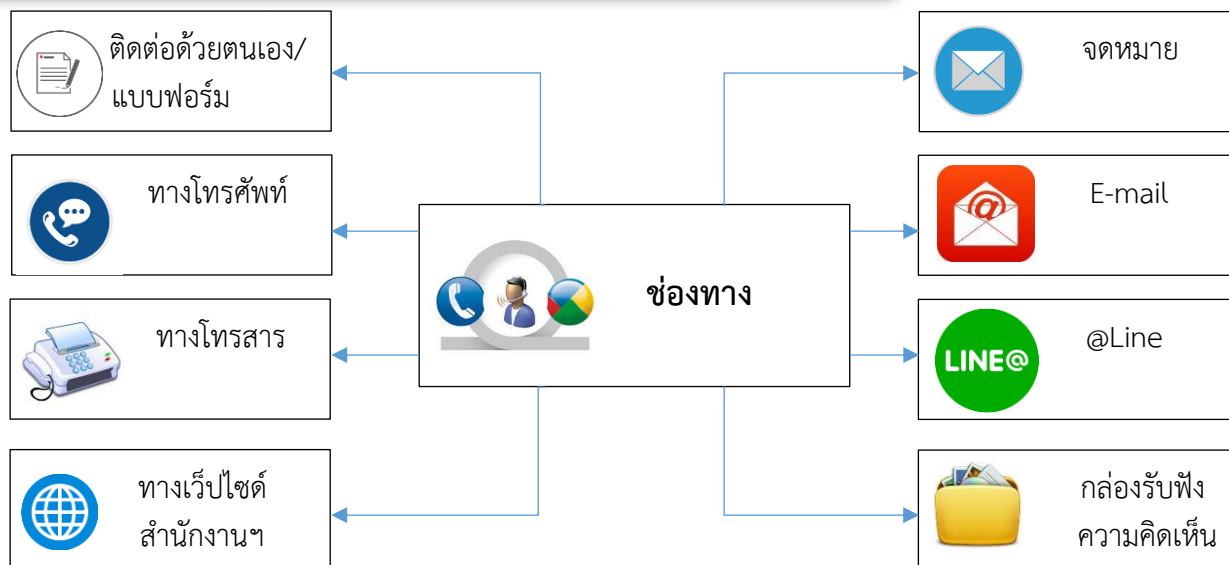 ติดต่อด้วยตนเอง/
แบบฟอร์ม
ทางโทรศัพท์
ทางโทรสาร
ทางเว็ปไซด์
สำนักงานฯ
ช่องทาง
จดหมาย
E-mail
LINE@
@Line
กล่องรับฟัง
ความคิดเห็น